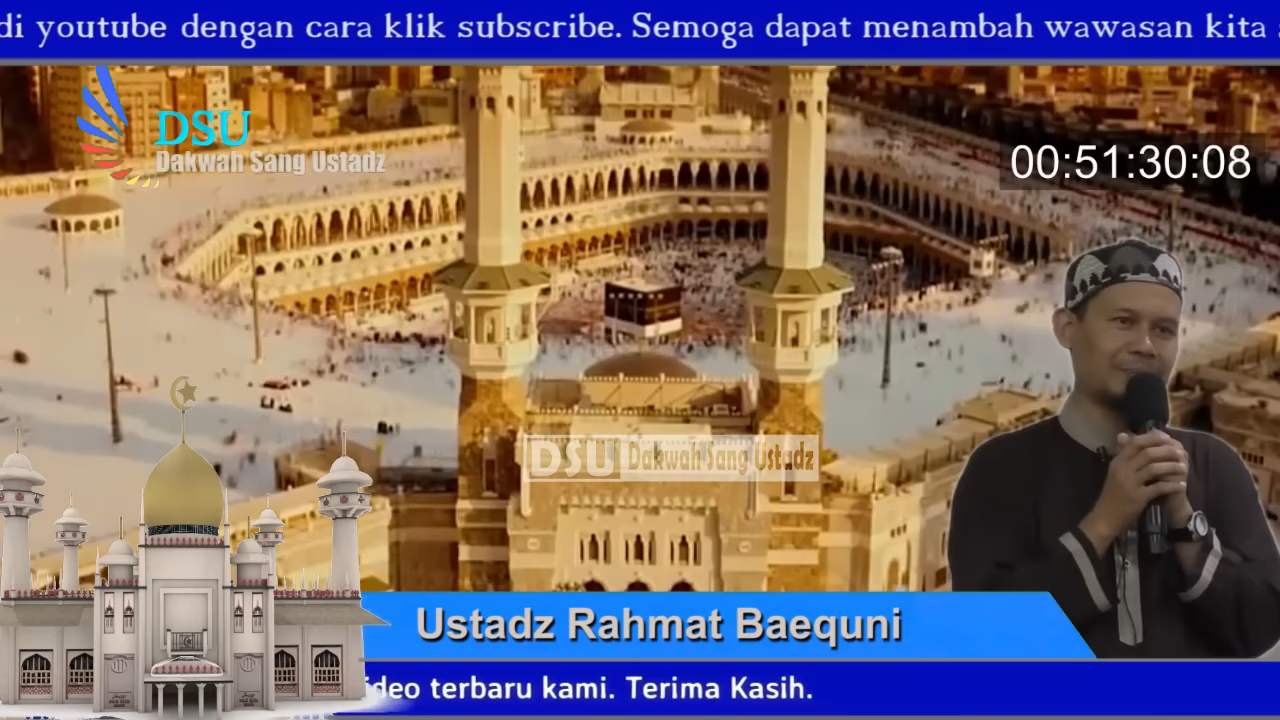 di youtube dengan cara klik subscribe. Semoga dapat menambah wawasan kita
DSU
Dakwah Sang Ustadz
00:51:30:08
DSU Dakwah Sang Ustadz
Ustadz Rahmat Baequni
video terbaru kami. Terima Kasih.